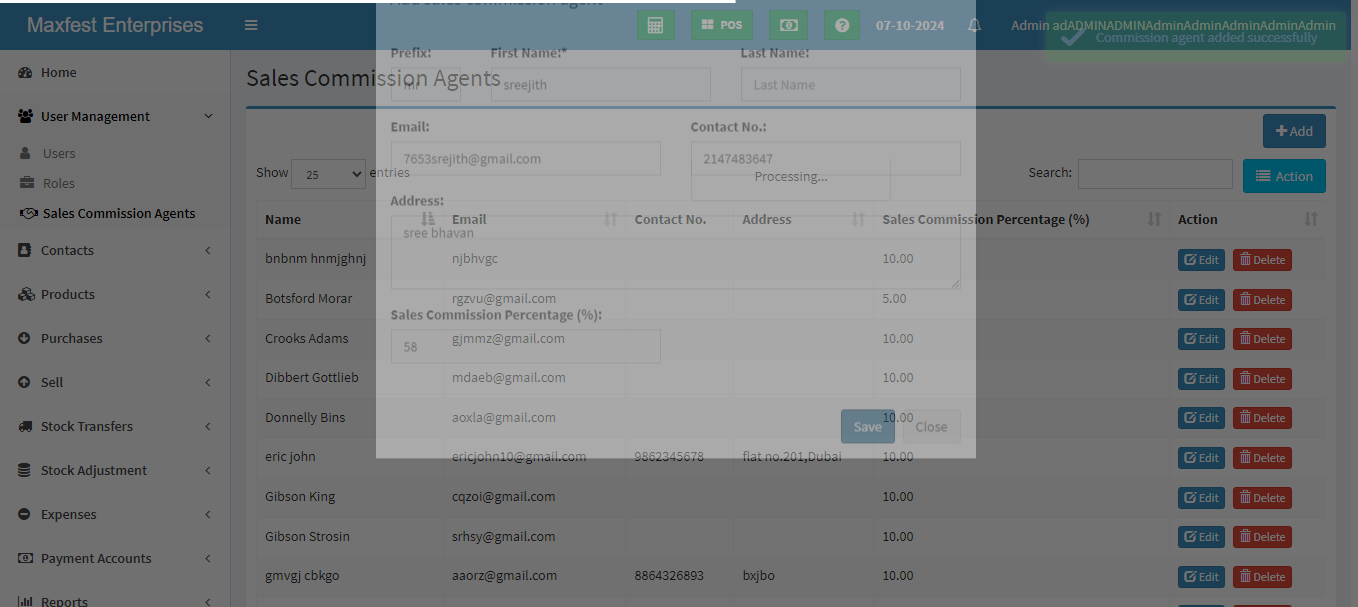 Add sales commission agent
Maxfest Enterprises
POS
07-10-2024
Admin adADMINADMINAdminAdminAdminAdminAdmin
Commission agent added successfully
Prefix:
First Name:*
Last Name:
mr
sreejith
Last Name
Home
Sales Commission Agents
User Management
Users
Roles
Sales Commission Agents
Contacts
Products
Purchases
Sell
Stock Transfers
Stock Adjustment
Expenses
Payment Accounts
Reports
Email:
Contact No.:
7653srejith@gmail.com
2147483647
Add
Show 25 entries
Processing...
Search:
Action
Address:
sree bhavan
Sales Commission Percentage (%):
58
Save
Close
Name Email Contact No. Address Sales Commission Percentage (%) Action
bnbnm hnmjghnj njbhvgc 10.00 Edit Delete
Botsford Morar rgzvu@gmail.com 5.00 Edit Delete
Crooks Adams gjmmz@gmail.com 10.00 Edit Delete
Dibbert Gottlieb mdaeb@gmail.com 10.00 Edit Delete
Donnelly Bins aoxla@gmail.com 10.00 Edit Delete
eric john ericjohn10@gmail.com 9862345678 flat no.201,Dubai 10.00 Edit Delete
Gibson King cqzoi@gmail.com 10.00 Edit Delete
Gibson Strosin srhsy@gmail.com 10.00 Edit Delete
gmvgj cbkgo aaorz@gmail.com 8864326893 bxjbo 10.00 Edit Delete